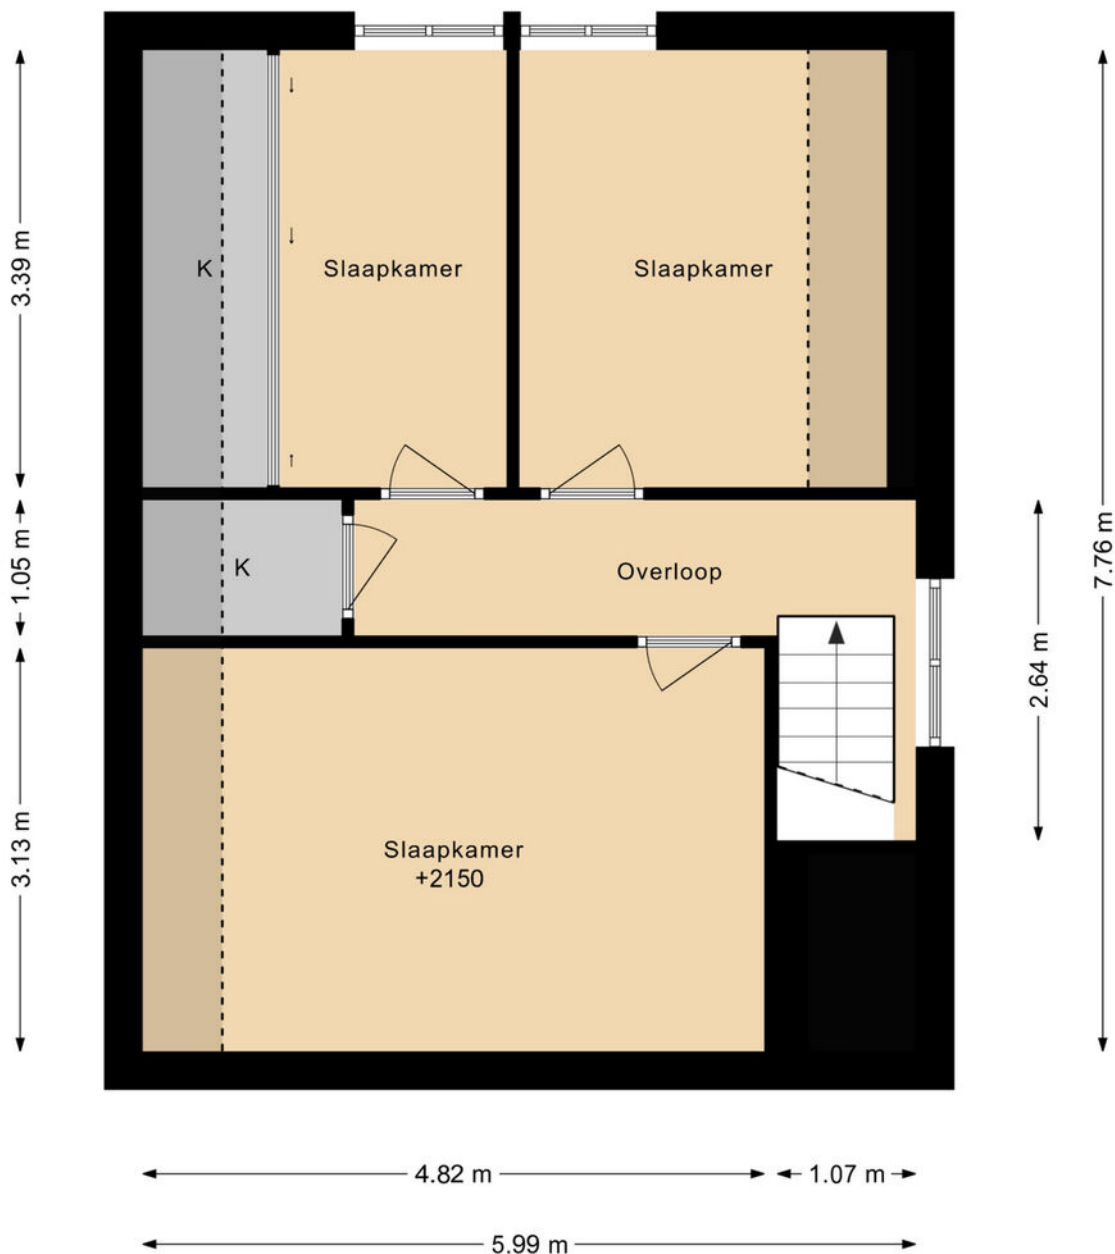 3.39 m
K
Slaapkamer
Slaapkamer
1.05 m
K
Overloop
7.76 m
2.64 m
3.13 m
Slaapkamer
+2150
4.82 m
1.07 m
5.99 m